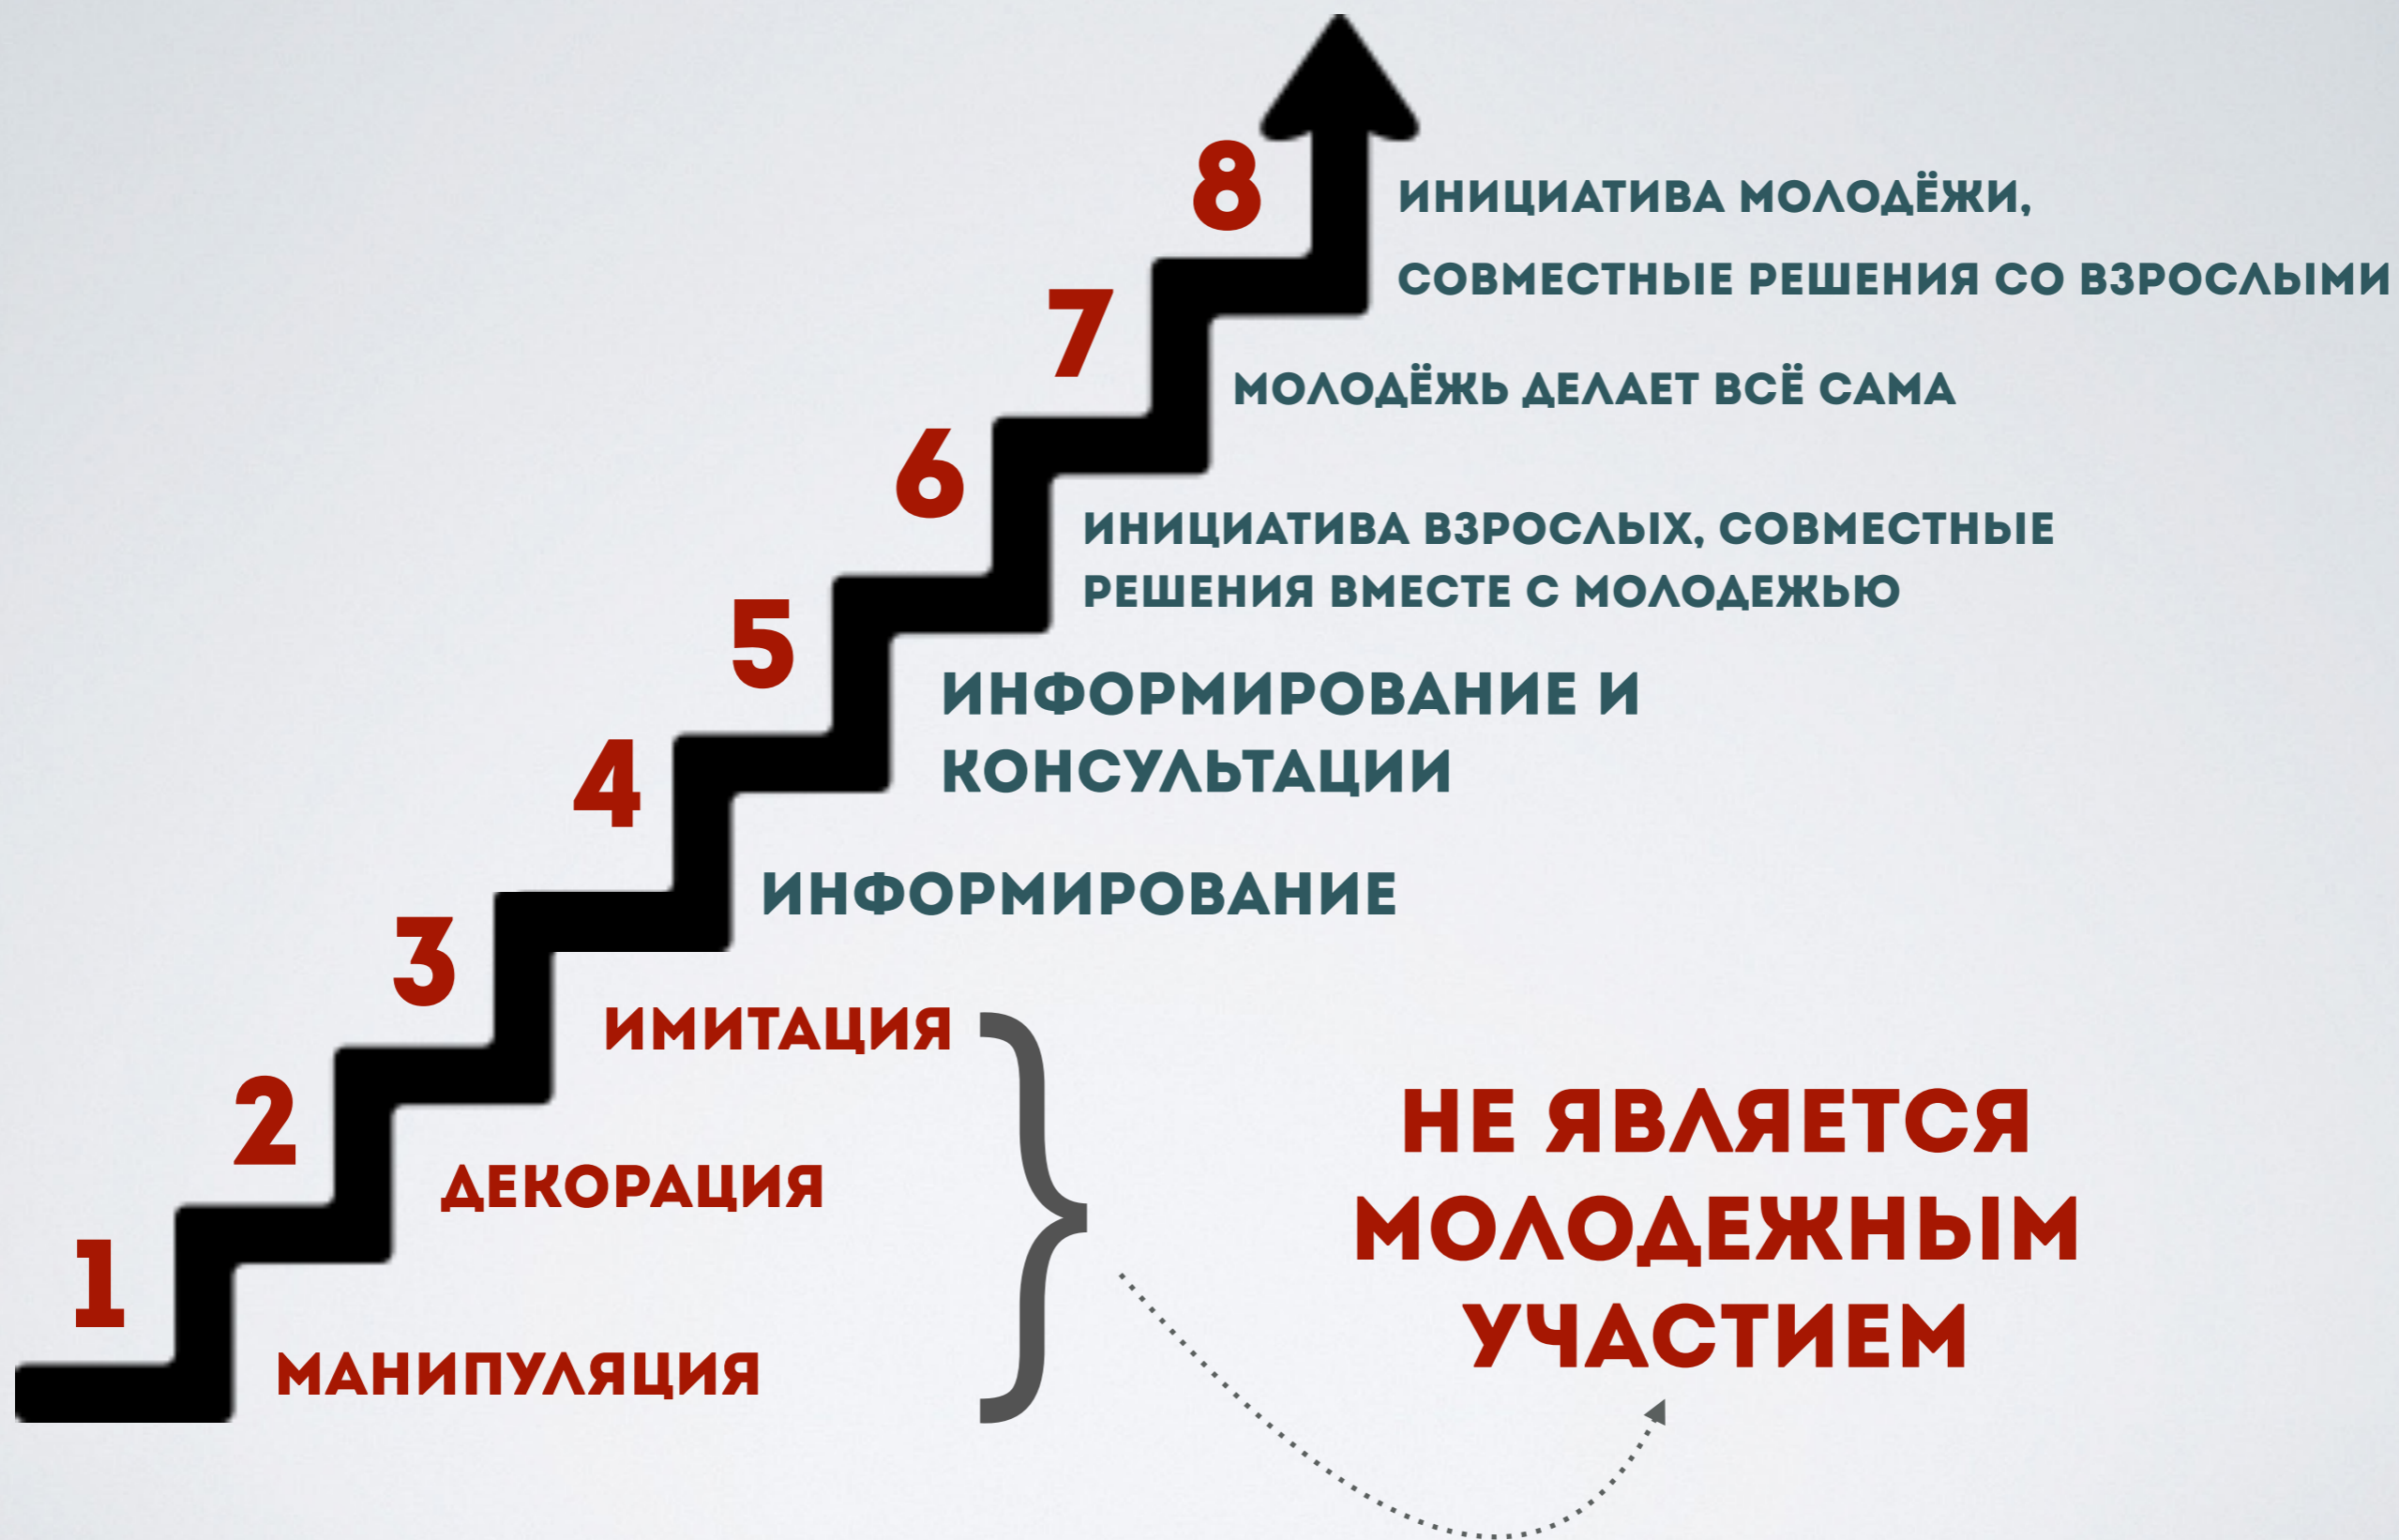 8
ИНИЦИАТИВА МОЛОДЁЖИ,
СОВМЕСТНЫЕ РЕШЕНИЯ СО ВЗРОСЛЫМИ
7
МОЛОДЁЖЬ ДЕЛАЕТ ВСЁ САМА
6
ИНИЦИАТИВА ВЗРОСЛЫХ, СОВМЕСТНЫЕ
РЕШЕНИЯ ВМЕСТЕ С МОЛОДЕЖЬЮ
5
ИНФОРМИРОВАНИЕ И
КОНСУЛЬТАЦИИ
4
ИНФОРМИРОВАНИЕ
3
ИМИТАЦИЯ
2
ДЕКОРАЦИЯ
1
МАНИПУЛЯЦИЯ
НЕ ЯВЛЯЕТСЯ
МОЛОДЕЖНЫМ
УЧАСТИЕМ